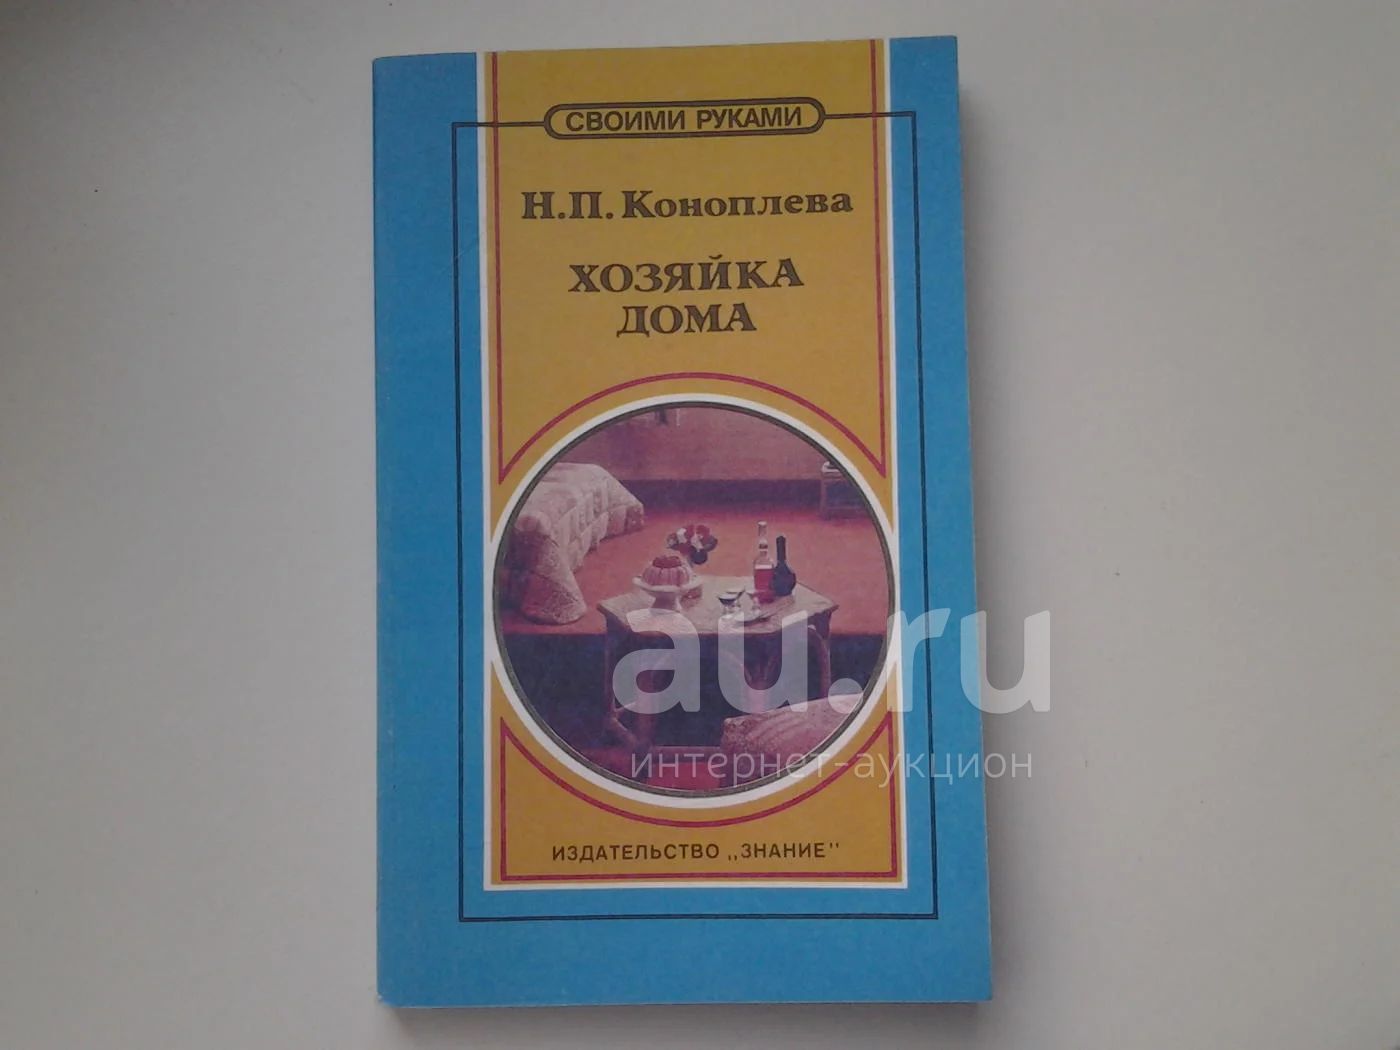 СВОИМИ РУКАМИ
Н.П. Коноплева
ХОЗЯЙКА
ДОМА
au.ru
интернет-аукцион
ИЗДАТЕЛЬСТВО „ЗНАНИЕ"